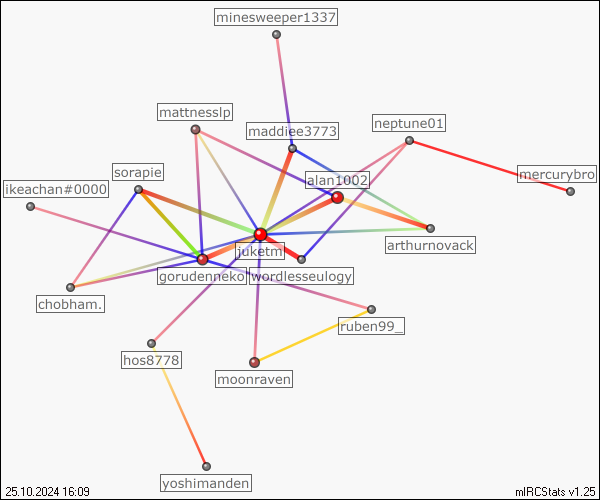 minesweeper1337
mattnesslp
neptune01
maddiee3773
sorapie
alan1002
mercurybro
ikeachan#0000
arthurnovack
juketm
gorudenneko
wordlesseulogy
chobham.
ruben99_
hos8778
moonraven
yoshimanden
25.10.2024 16:09
mIRCStats v1.25